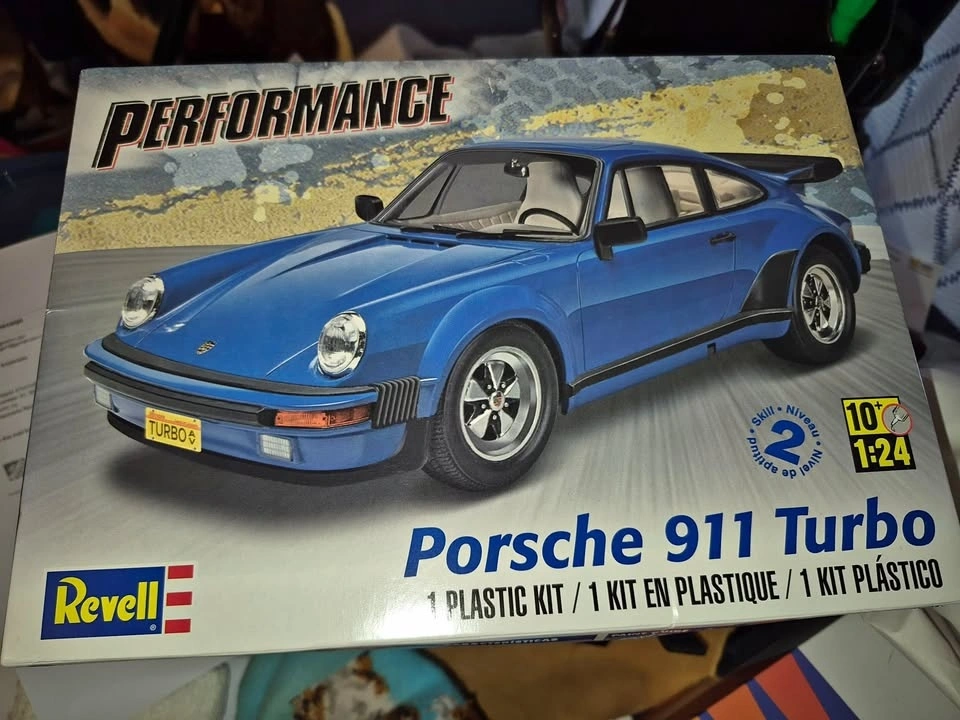 PERFORMANCE
TURBO
Skill • Niveau • Nivel de aptitud •
2
10+
1:24
Porsche 911 Turbo
1 PLASTIC KIT / 1 KIT EN PLASTIQUE / 1 KIT PLÁSTICO
Revell
®